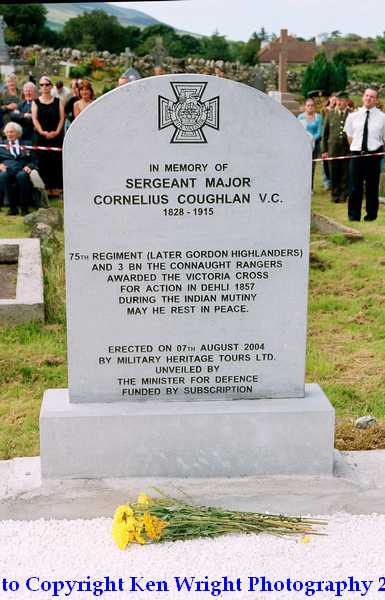 IN MEMORY OF
SERGEANT MAJOR
CORNELIUS COUGHLAN V.C.
1828 - 1915
75TH REGIMENT (LATER GORDON HIGHLANDERS)
AND 3 BN THE CONNAUGHT RANGERS
AWARDED THE VICTORIA CROSS
FOR ACTION IN DEHLI 1857
DURING THE INDIAN MUTINY
MAY HE REST IN PEACE.
ERECTED ON 07TH AUGUST 2004
BY MILITARY HERITAGE TOURS LTD.
UNVEILED BY
THE MINISTER FOR DEFENCE
FUNDED BY SUBSCRIPTION
to Copyright Ken Wright Photography 2